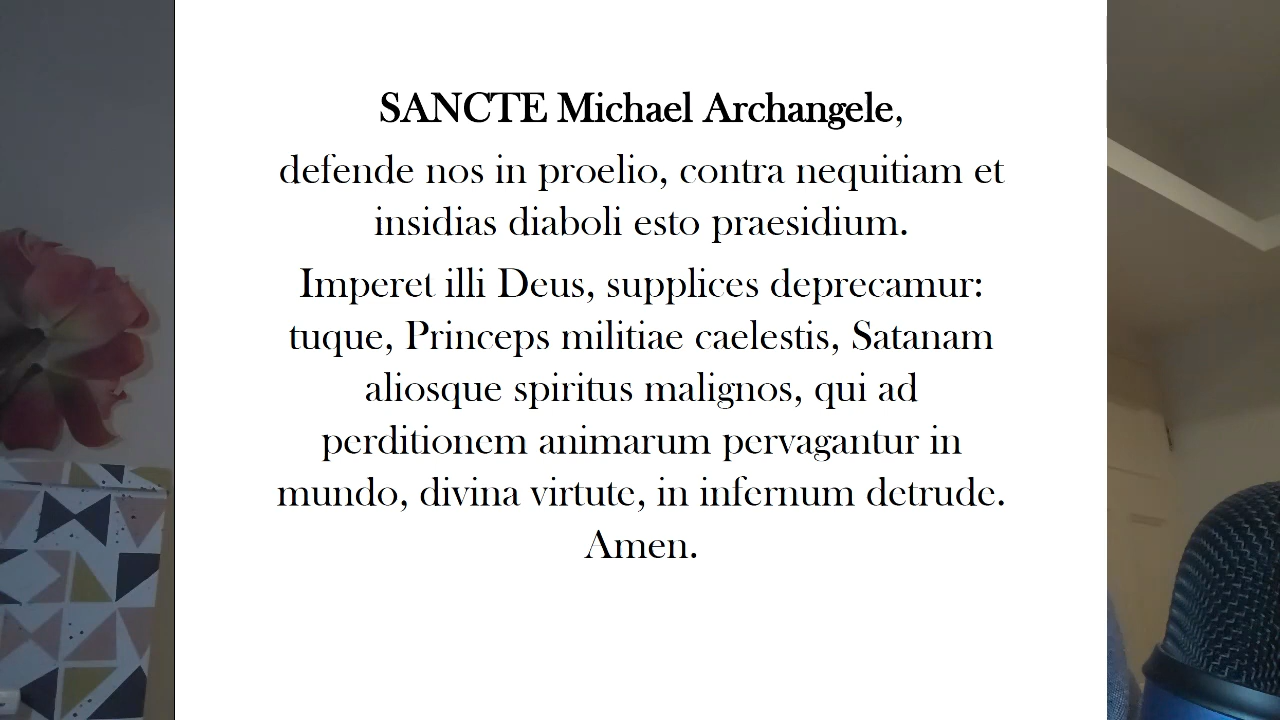 SANCTE Michael Archangele,
defende nos in proelio, contra nequitiam et
insidias diaboli esto praesidium.
Imperet illi Deus, supplices deprecamur:
tuque, Princeps militiae caelestis, Satanam
aliosque spiritus malignos, qui ad
perditionem animarum pervagantur in
mundo, divina virtute, in infernum detrude.
Amen.